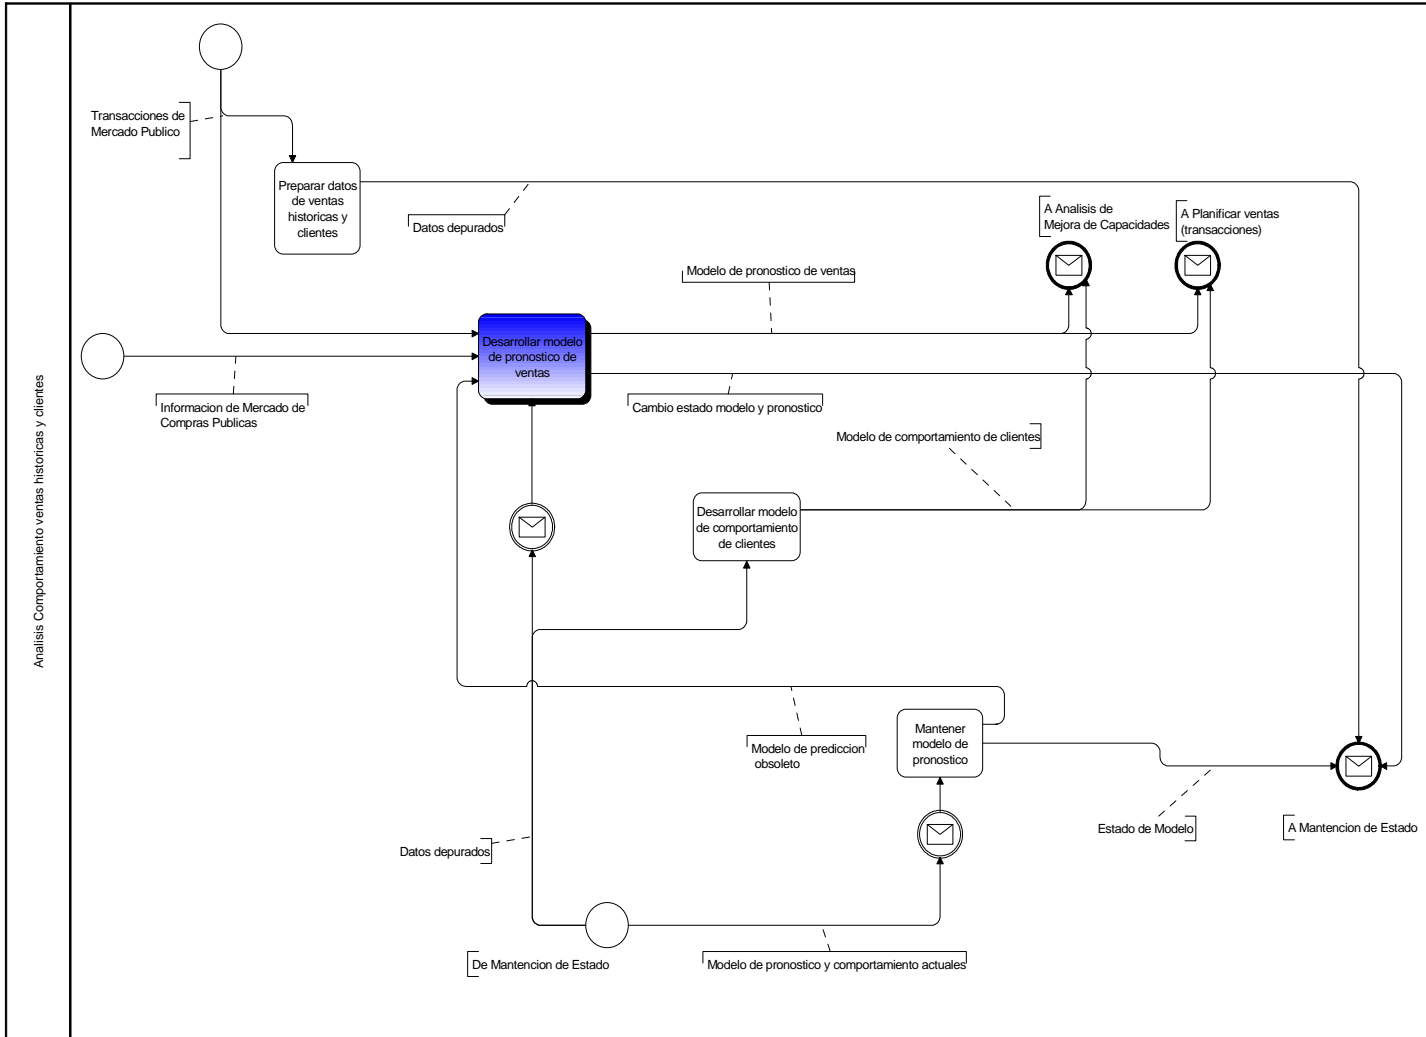 Analisis Comportamiento ventas historicas y clientes
Transacciones de
Mercado Publico
Preparar datos
de ventas
historicas y
clientes
Datos depurados
A Analisis de
Mejora de Capacidades
A Planificar ventas
(transacciones)
Modelo de pronostico de ventas
Desarrollar modelo
de pronostico de
ventas
Informacion de Mercado de
Compras Publicas
Cambio estado modelo y pronostico
Modelo de comportamiento de clientes
Desarrollar modelo
de comportamiento
de clientes
Modelo de prediccion
obsoleto
Mantener
modelo de
pronostico
Estado de Modelo
A Mantencion de Estado
Datos depurados
De Mantencion de Estado
Modelo de pronostico y comportamiento actuales